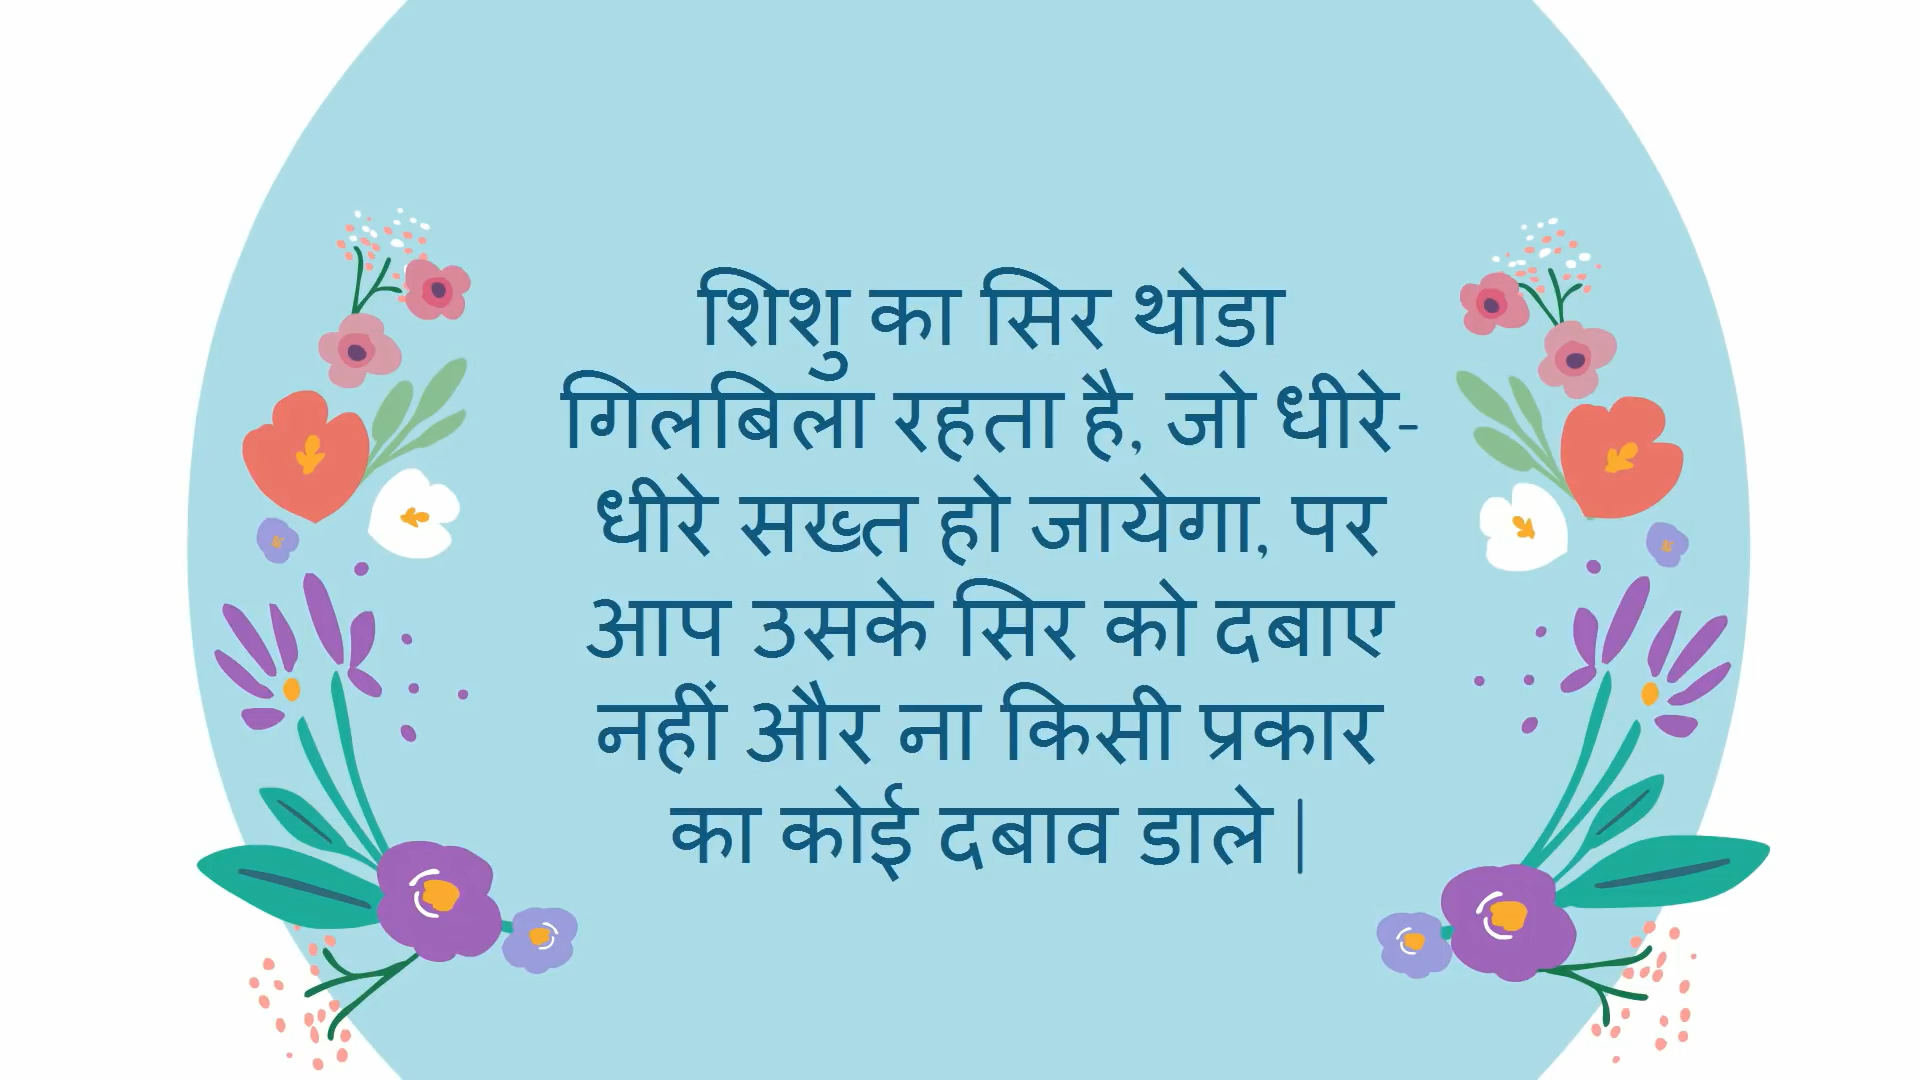 शिशु का सिर थोडा
गिलबिला रहता है, जो धीरे-
धीरे सख्त हो जायेगा, पर
आप उसके सिर को दबाए
नहीं और ना किसी प्रकार
का कोई दबाव डाले |